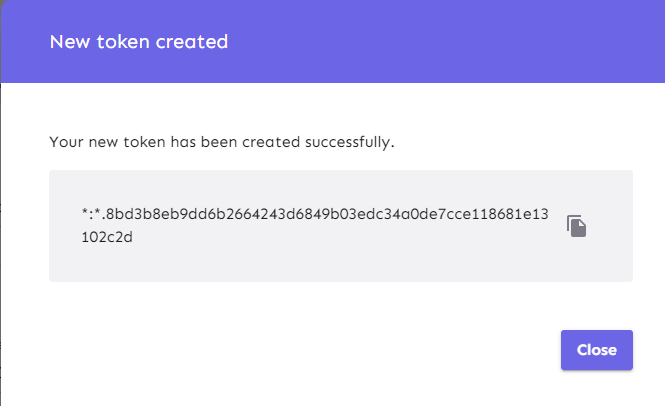 New token created
Your new token has been created successfully.
*:*.8bd3b8eb9dd6b2664243d6849b03edc34a0de7cce118681e13
102c2d
Close